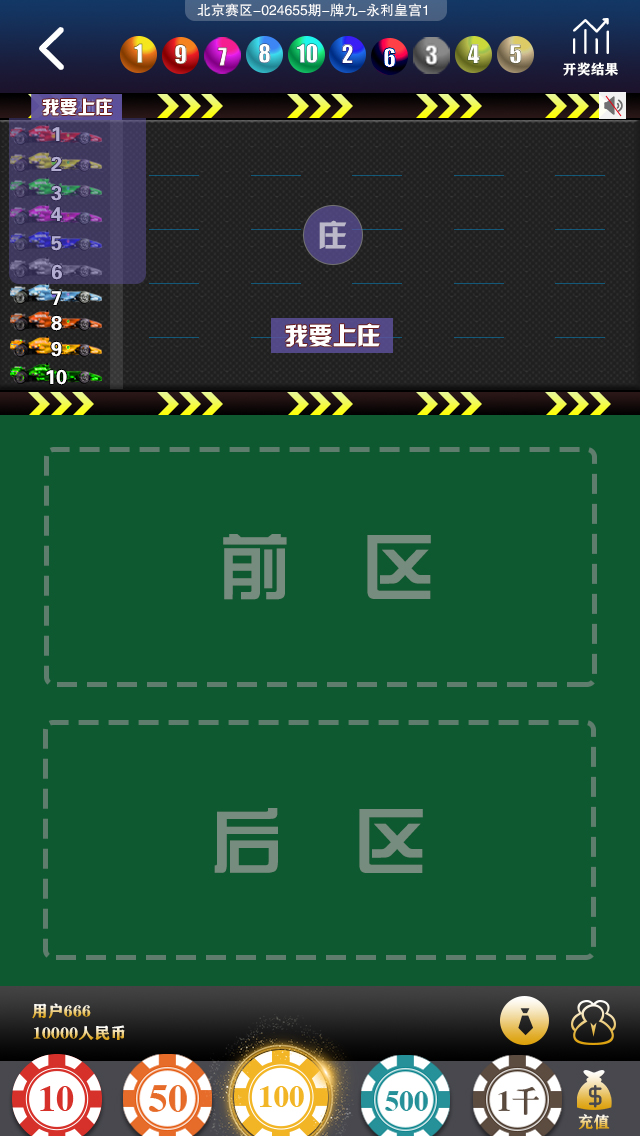 北京赛区-024655期-牌九-永利皇宫1
1 9 7 8 10 2 6 3 4 5
开奖结果
我要上庄
1
2
3
4
5
6
7
8
9
10
庄
我要上庄
前 区
后 区
用户666
10000人民币
10 50 100 500 1千
$
充值